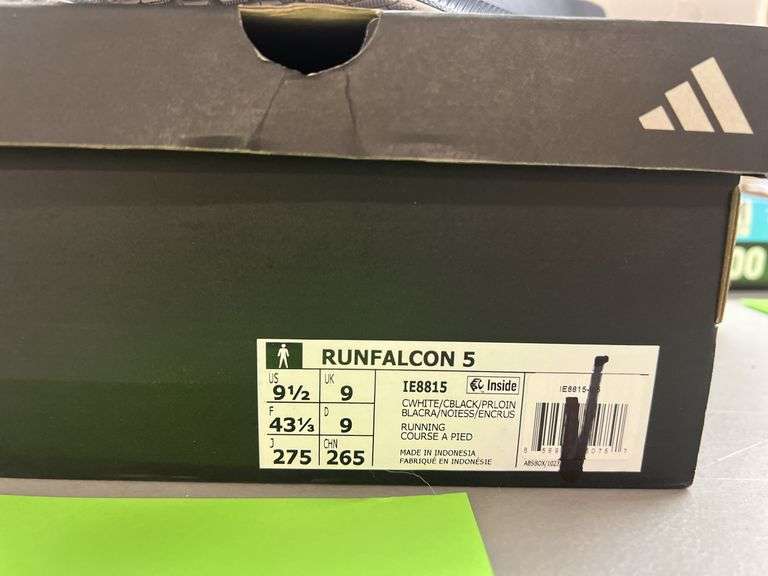 RUNFALCON 5
US 9½ UK 9
F 43⅓ D 9
J 275 CHN 265
IE8815 Inside
CWHITE/CBLACK/PRLOIN
BLACRA/NOIESS/ENCRUS
RUNNING
COURSE A PIED
MADE IN INDONESIA
FABRIQUÉ EN INDONÉSIE
00